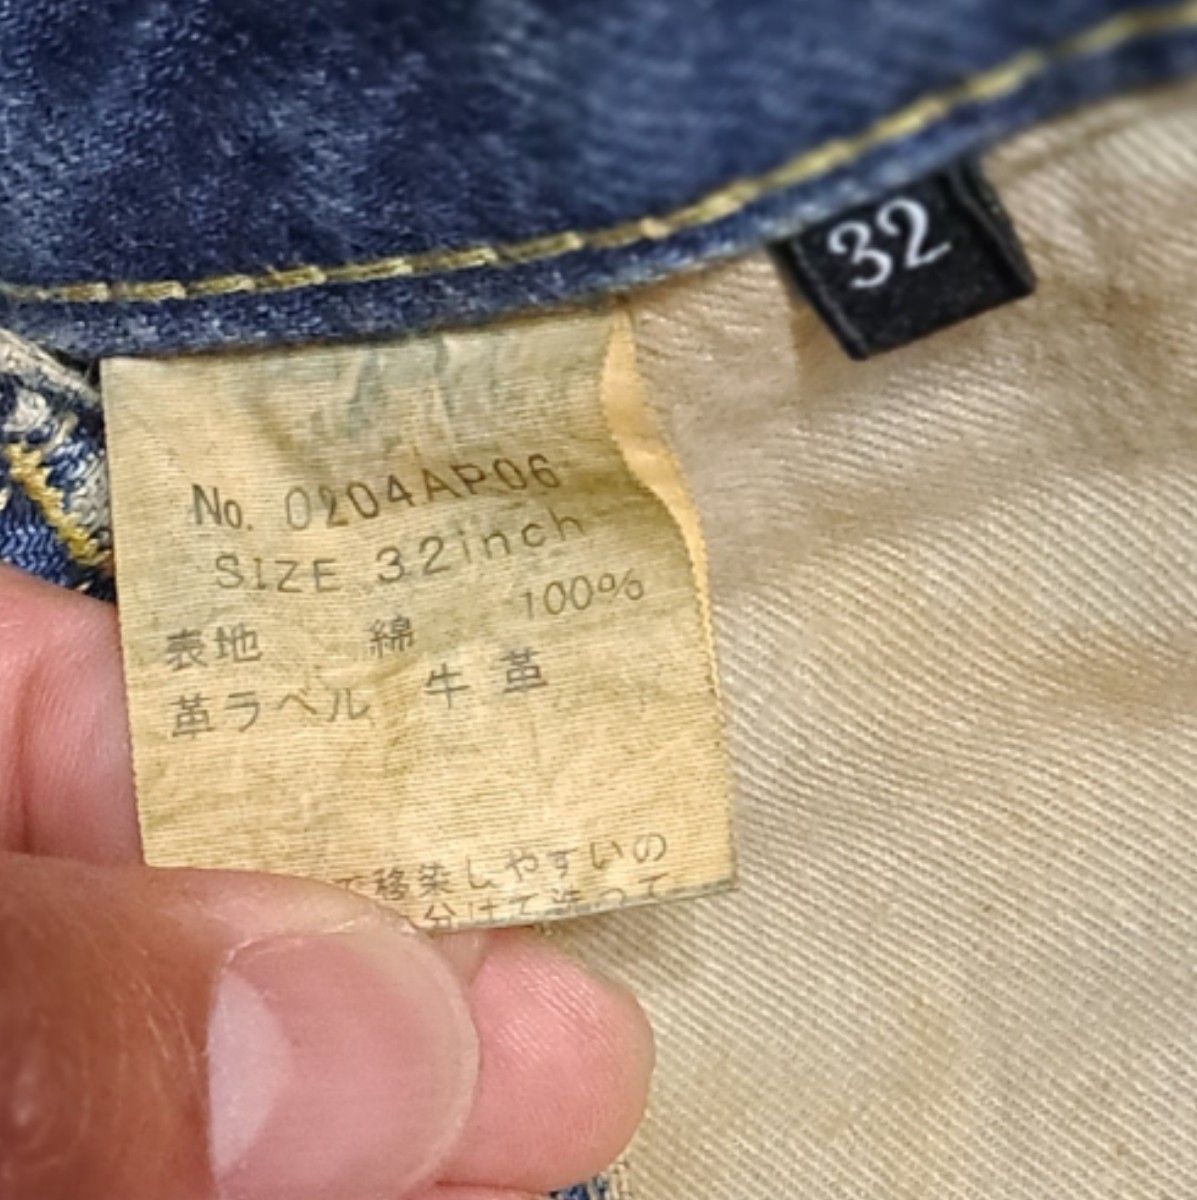 32
No. 0204AP06
SIZE 32inch
表地 綿 100%
革ラベル 牛革
で移染しやすいの
分けて洗って